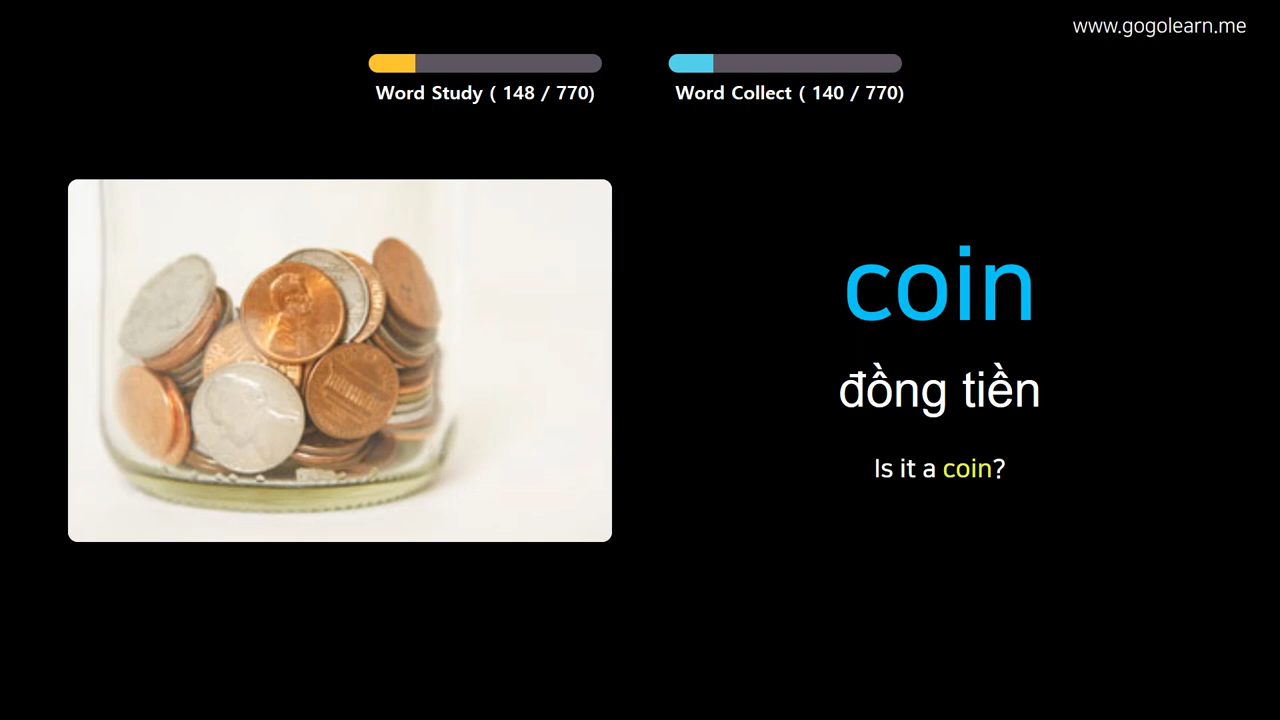 www.gogolearn.me
Word Study ( 148 / 770)
Word Collect ( 140 / 770)
coin
đồng tiền
Is it a coin?